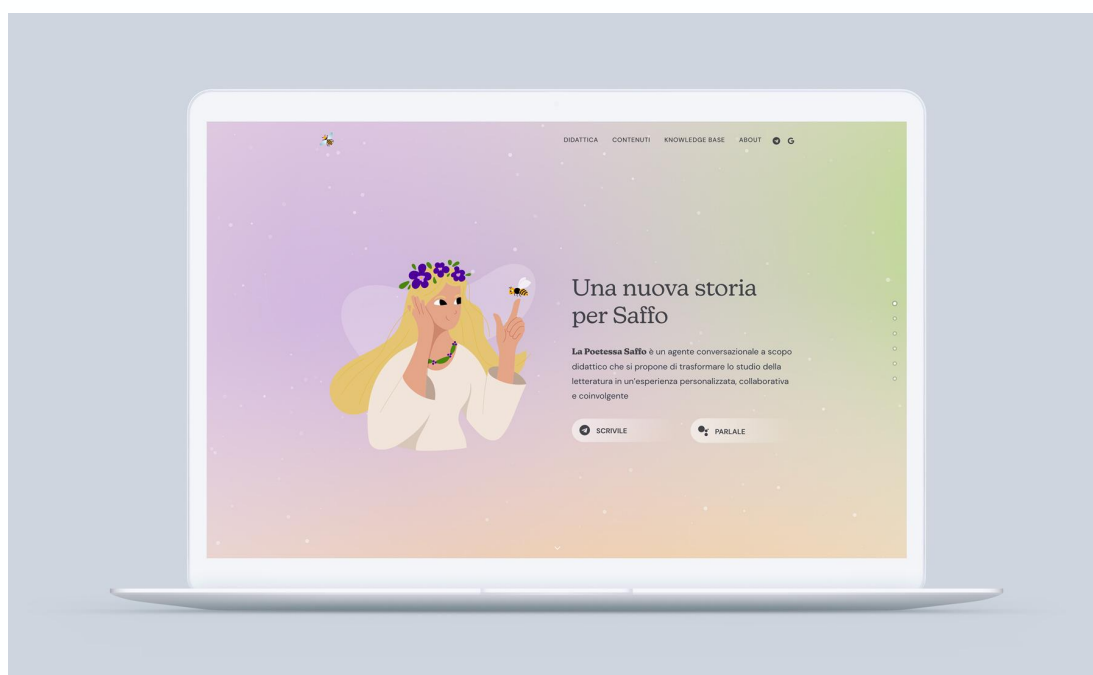 DIDATTICA CONTENUTI KNOWLEDGE BASE ABOUT G
Una nuova storia
per Saffo
La Poetessa Saffo è un agente conversazionale a scopo
didattico che si propone di trasformare lo studio della
letteratura in un'esperienza personalizzata, collaborativa
e coinvolgente
SCRIVILE PARLALE